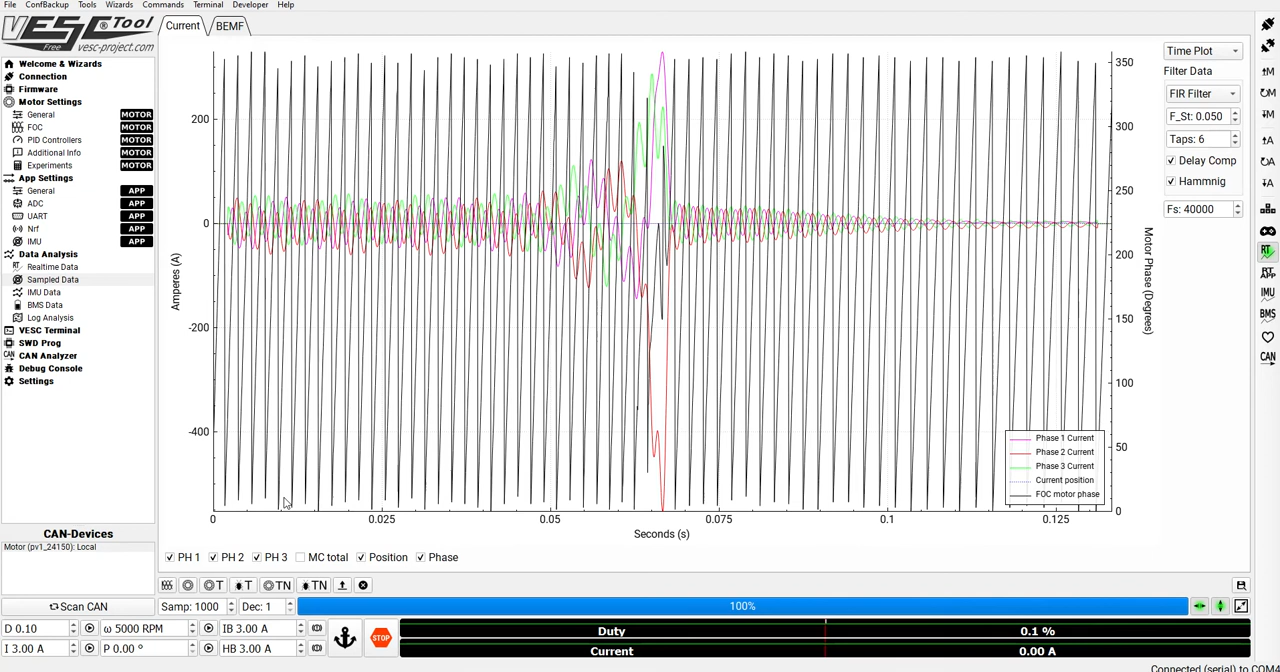 File ConfBackup Tools Wizards Commands Terminal Developer Help
VESC® Tool
Free vesc-project.com
Welcome & Wizards
Connection
Firmware
Motor Settings
General MOTOR
FOC MOTOR
PID Controllers MOTOR
Additional Info MOTOR
Experiments MOTOR
App Settings
General APP
ADC APP
UART APP
Nrf APP
IMU APP
Data Analysis
Realtime Data
Sampled Data
IMU Data
BMS Data
Log Analysis
VESC Terminal
SWD Prog
CAN Analyzer
Debug Console
Settings
CAN-Devices
Motor (pv1_24150): Local
Scan CAN
Current BEMF
Amperes (A)
200
0
-200
-400
0 0.025 0.05 0.075 0.1 0.125
Seconds (s)
350
300
250
200
150
100
50
0
Motor Phase (Degrees)
Phase 1 Current
Phase 2 Current
Phase 3 Current
Current position
FOC motor phase
PH 1 PH 2 PH 3 MC total Position Phase
T T TN TN
Samp: 1000 Dec: 1 100%
D 0.10 ω 5000 RPM IB 3.00 A
I 3.00 A P 0.00 ° HB 3.00 A
STOP
Duty 0.1 %
Current 0.00 A
Time Plot
Filter Data
FIR Filter
F_St: 0.050
Taps: 6
Delay Comp
Hammnig
Fs: 40000
M
M
M
A
A
A
RT
RT
APP
IMU
BMS
CAN
Connected (serial) to COM4